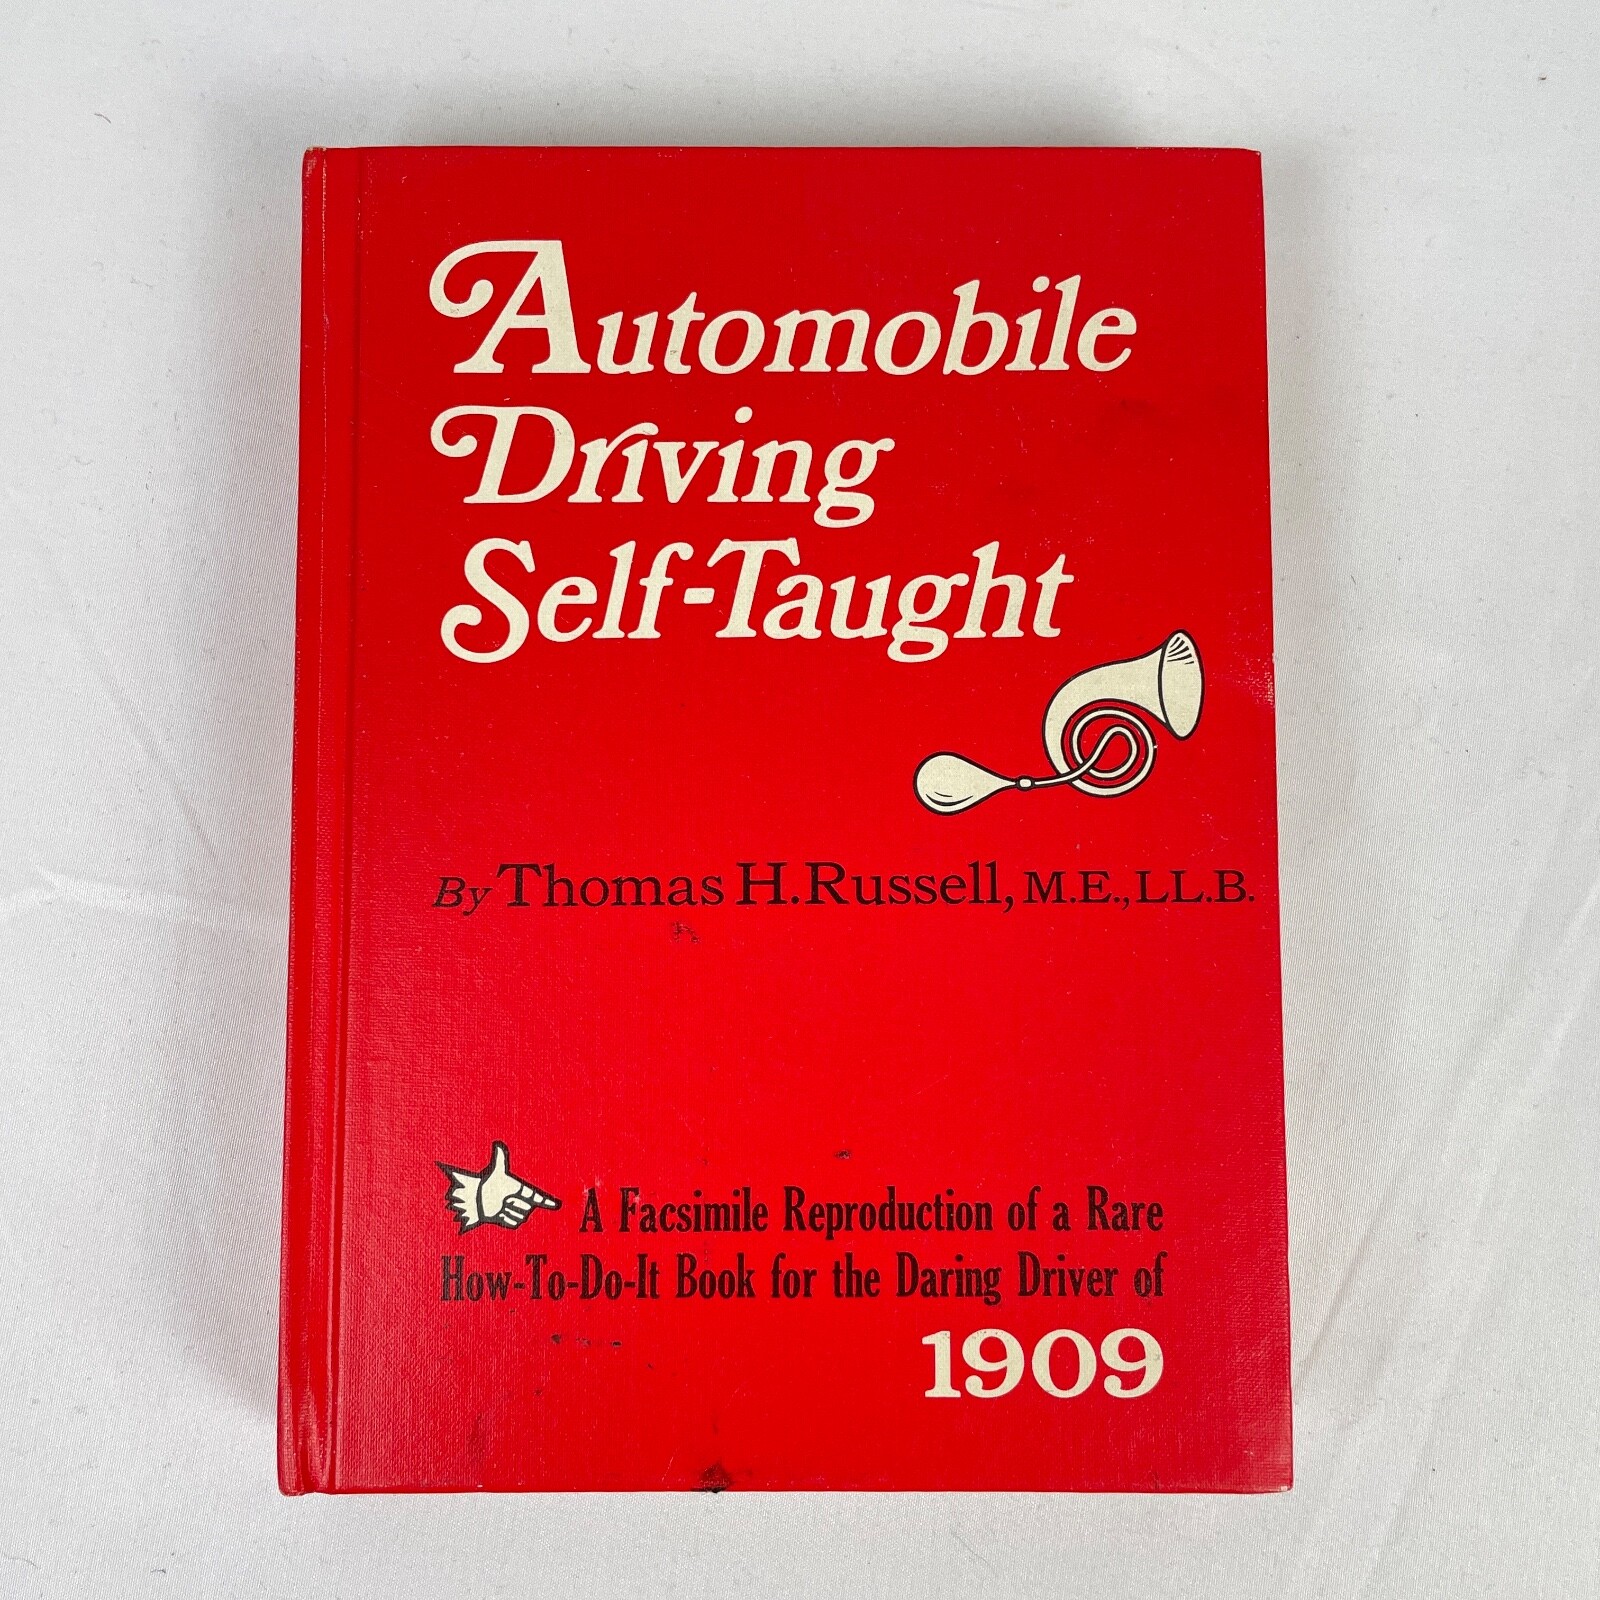 Automobile
Driving
Self-Taught
By Thomas H. Russell, M.E., LL.B.
A Facsimile Reproduction of a Rare
How-To-Do-It Book for the Daring Driver of
1909